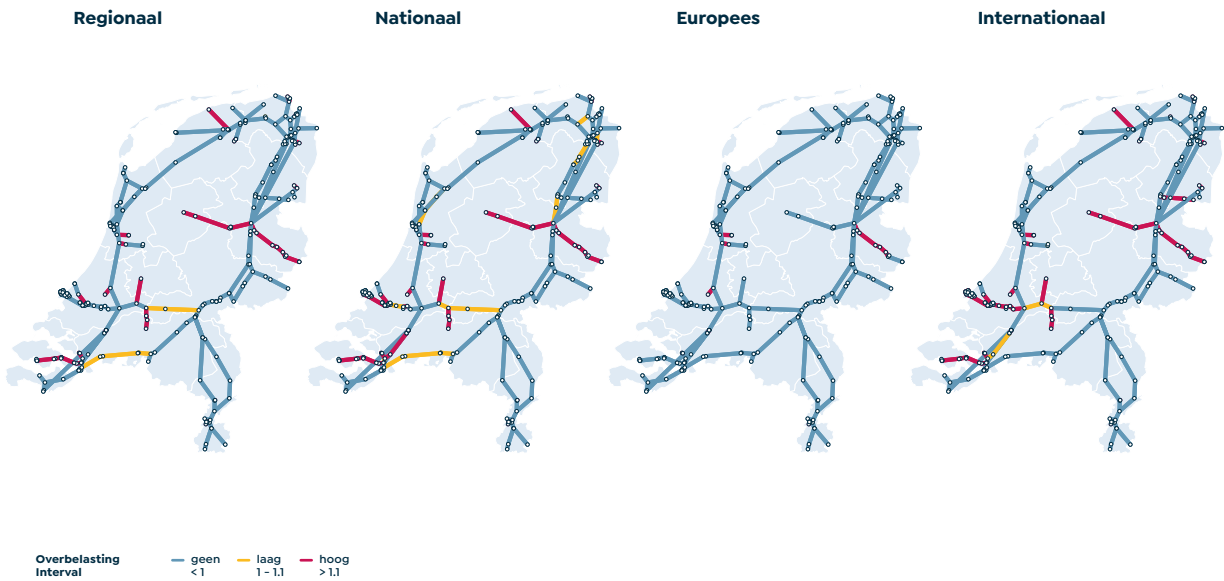 Regionaal Nationaal Europees Internationaal
Overbelasting geen laag hoog
Interval < 1 1 - 1.1 > 1.1